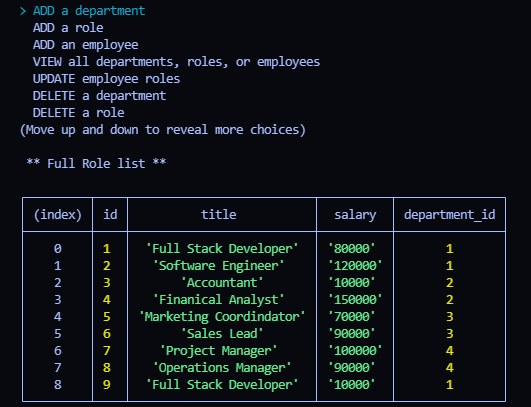 > ADD a department
ADD a role
ADD an employee
VIEW all departments, roles, or employees
UPDATE employee roles
DELETE a department
DELETE a role
(Move up and down to reveal more choices)
** Full Role list **
(index) id title salary department_id
0 1 'Full Stack Developer' '80000' 1
1 2 'Software Engineer' '120000' 1
2 3 'Accountant' '10000' 2
3 4 'Finanical Analyst' '150000' 2
4 5 'Marketing Coordindator' '70000' 3
5 6 'Sales Lead' '90000' 3
6 7 'Project Manager' '100000' 4
7 8 'Operations Manager' '90000' 4
8 9 'Full Stack Developer' '10000' 1